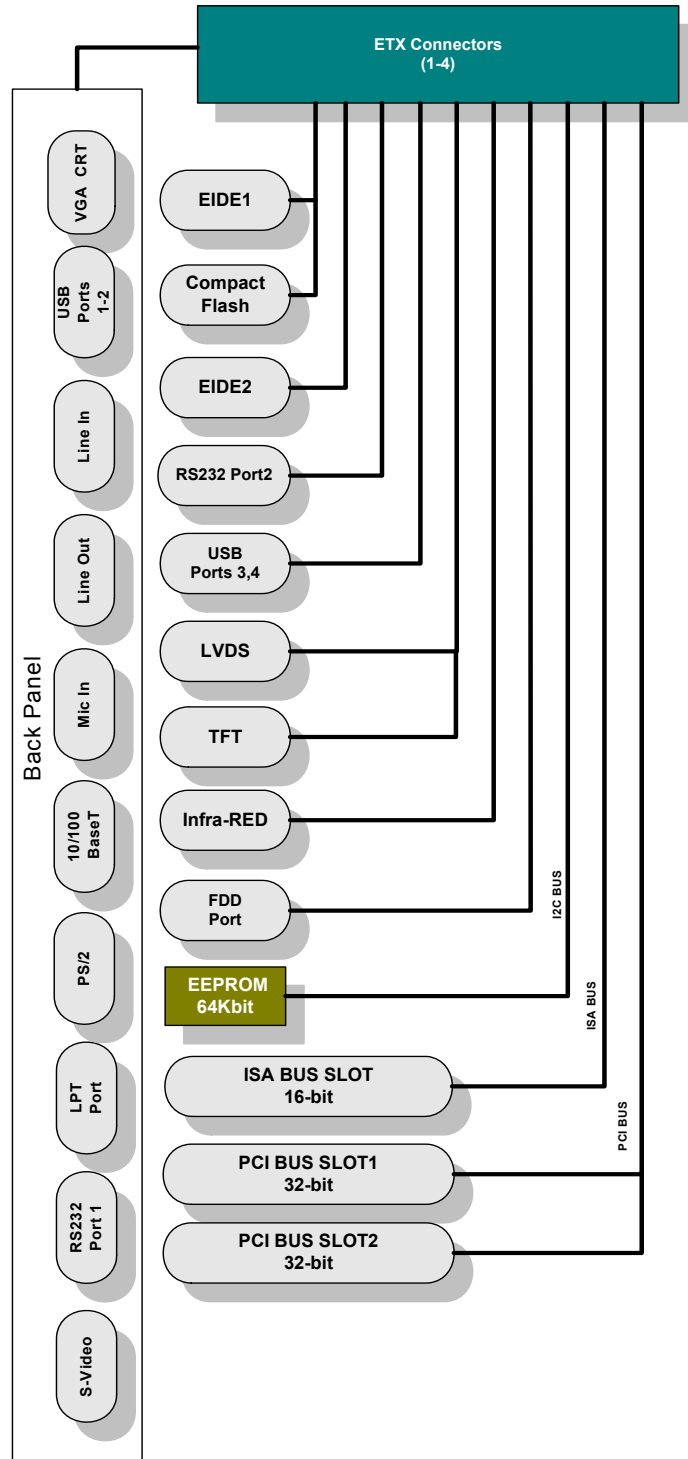 ETX Connectors
(1-4)
Back Panel
VGA CRT
USB
Ports
1-2
Line In
Line Out
Mic In
10/100
BaseT
PS/2
LPT
Port
RS232
Port 1
S-Video
EIDE1
Compact
Flash
EIDE2
RS232 Port2
USB
Ports 3,4
LVDS
TFT
Infra-RED
FDD
Port
EEPROM
64Kbit
ISA BUS SLOT
16-bit
PCI BUS SLOT1
32-bit
PCI BUS SLOT2
32-bit
I2C BUS
ISA BUS
PCI BUS